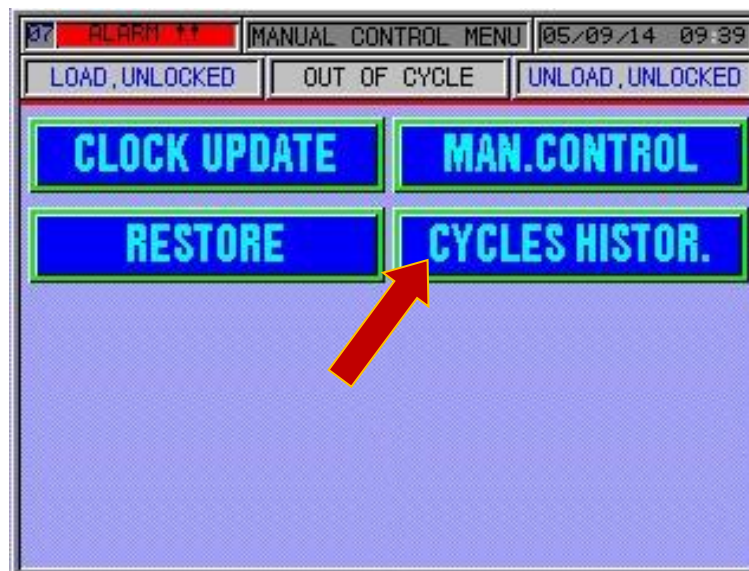 07 ALARM !! MANUAL CONTROL MENU 05/09/14 09:39
LOAD,UNLOCKED OUT OF CYCLE UNLOAD,UNLOCKED
CLOCK UPDATE MAN.CONTROL
RESTORE CYCLES HISTOR.